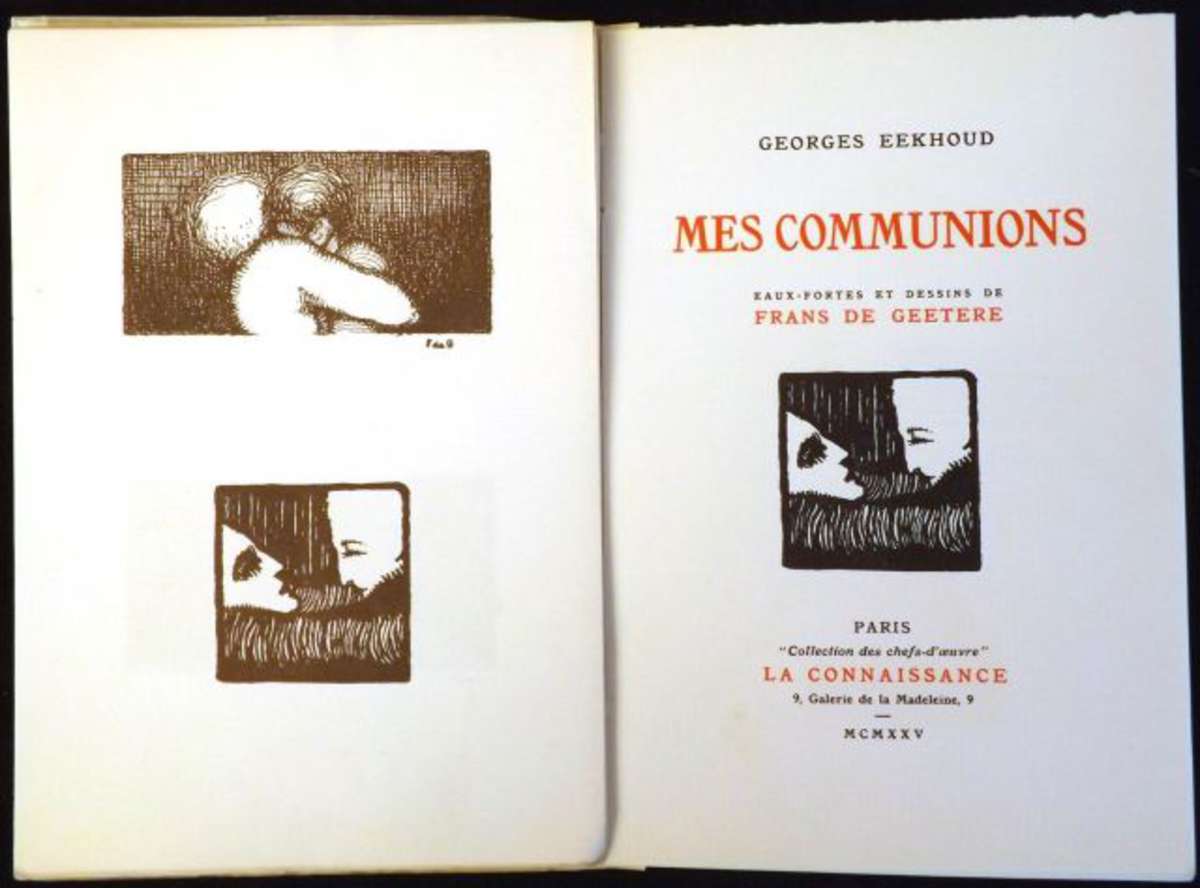 F de G
GEORGES EEKHOUD
MES COMMUNIONS
EAUX-FORTES ET DESSINS DE
FRANS DE GEETERE
PARIS
"Collection des chefs-d'œuvre"
LA CONNAISSANCE
9, Galerie de la Madeleine, 9
MCMXXV